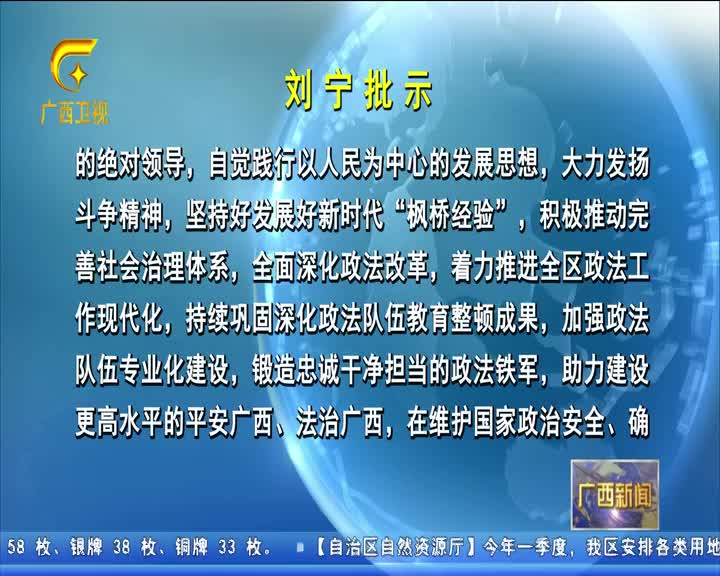 刘宁批示
广西卫视
的绝对领导，自觉践行以人民为中心的发展思想，大力发扬
斗争精神，坚持好发展好新时代“枫桥经验”，积极推动完
善社会治理体系，全面深化政法改革，着力推进全区政法工
作现代化，持续巩固深化政法队伍教育整顿成果，加强政法
队伍专业化建设，锻造忠诚干净担当的政法铁军，助力建设
更高水平的平安广西、法治广西，在维护国家政治安全、确
广西新闻
58 枚、银牌 38 枚、铜牌 33 枚。 ■【自治区自然资源厅】今年一季度，我区安排各类用地